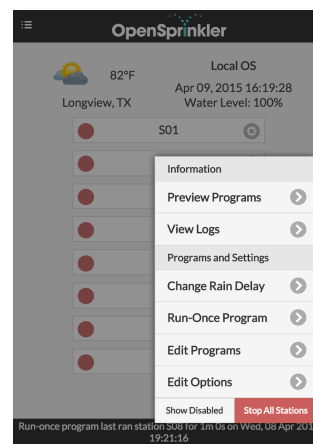 OpenSprinkler
82°F
Longview, TX
Local OS
Apr 09, 2015 16:19:28
Water Level: 100%
S01
Information
Preview Programs
View Logs
Programs and Settings
Change Rain Delay
Run-Once Program
Edit Programs
Edit Options
Show Disabled
Stop All Stations
Run-once program last ran station S08 for 1m 0s on Wed, 08 Apr 201
19:21:16